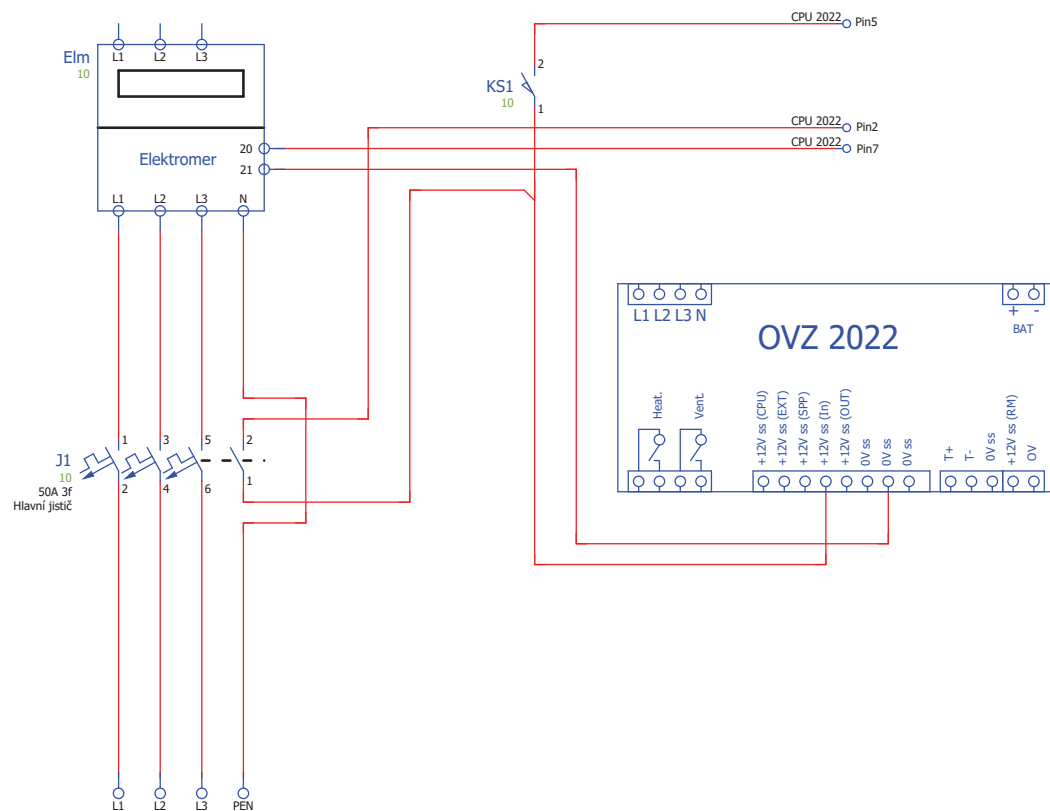 CPU 2022
Pin5
L1
L2
L3
Elm
10
2
KS1
10
1
CPU 2022
Pin2
CPU 2022
Pin7
20
Elektromer
21
L1
L2
L3
N
L1 L2 L3 N
+
-
BAT
OVZ 2022
Heat.
Vent.
+12V ss (CPU)
+12V ss (EXT)
+12V ss (SPP)
+12V ss (In)
+12V ss (OUT)
0V ss
0V ss
0V ss
T+
T-
0V ss
+12V ss (RM)
OV
1
3
5
2
J1
10
50A 3f
Hlavní jistič
2
4
6
1
L1
L2
L3
PEN